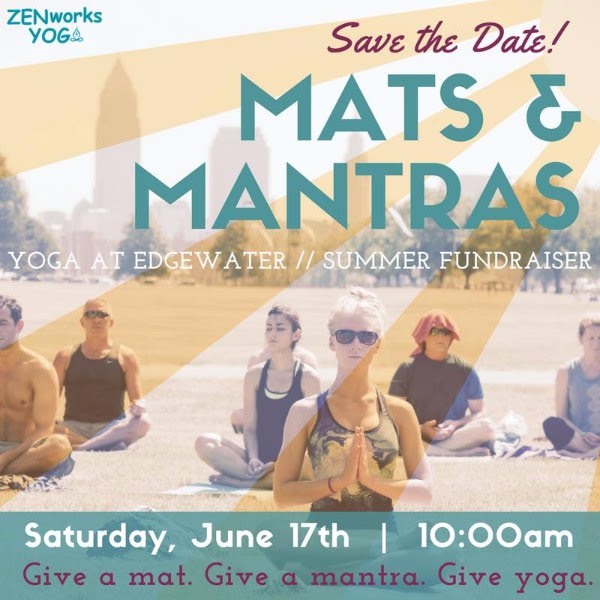 ZENworks
YOGA
Save the Date!
MATS &
MANTRAS
YOGA AT EDGEWATER // SUMMER FUNDRAISER
Saturday, June 17th | 10:00am
Give a mat. Give a mantra. Give yoga.